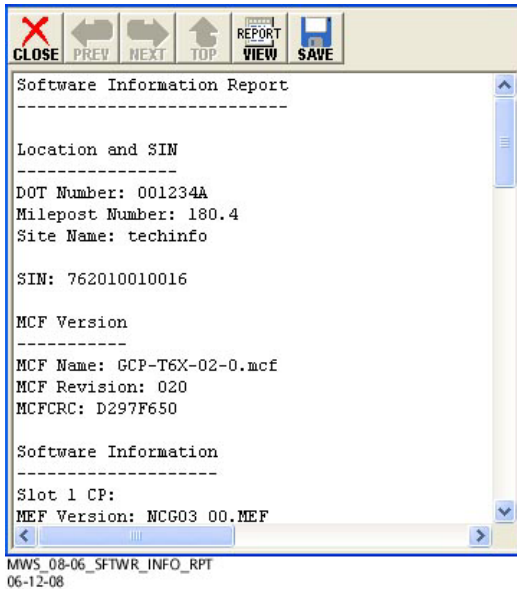 CLOSE PREV NEXT TOP REPORT VIEW SAVE
Software Information Report
---------------------------
Location and SIN
----------------
DOT Number: 001234A
Milepost Number: 180.4
Site Name: techinfo
SIN: 762010010016
MCF Version
-----------
MCF Name: GCP-T6X-02-0.mcf
MCF Revision: 020
MCFCRC: D297F650
Software Information
--------------------
Slot 1 CP:
MEF Version: NCG03_00.MEF
MWS_08-06_SFTWR_INFO_RPT
06-12-08